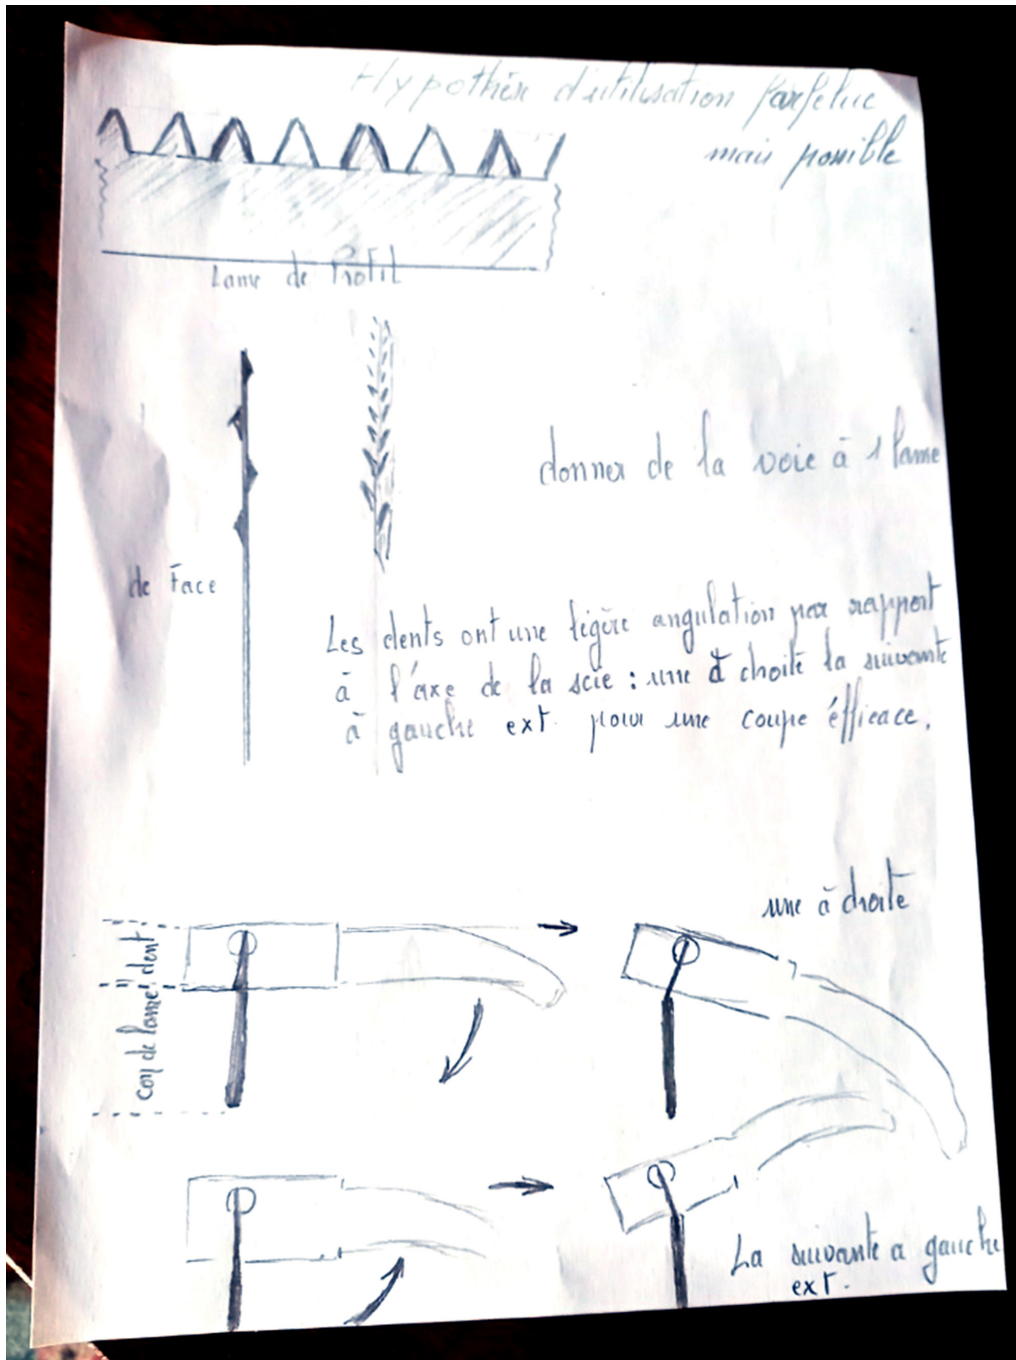 Hypothèse d'utilisation farfelue
mais possible
Lame de Profil
donner de la voie à 1 lame
de Face
Les dents ont une légère angulation par rapport
à l'axe de la scie : une à droite la suivante
à gauche ext. pour une coupe éfficace.
une à droite
dent
de lame
La suivante a gauche
ext.